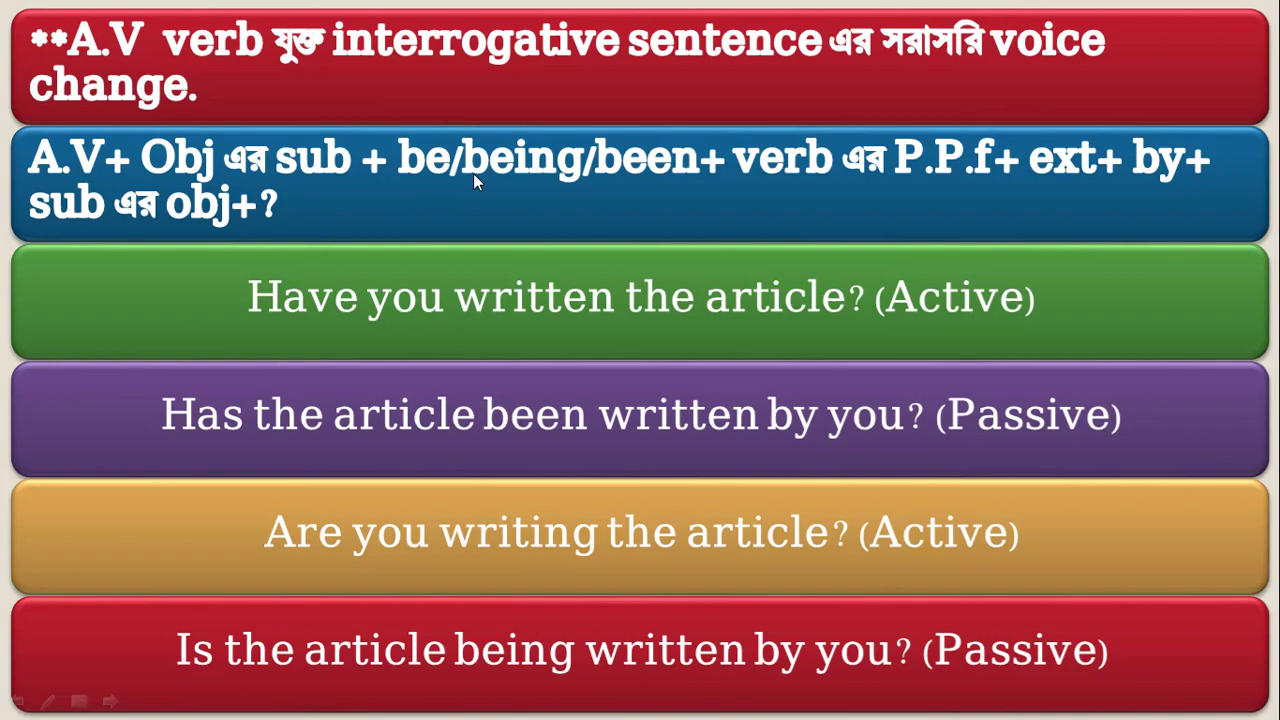 **A.V verb যুক্ত interrogative sentence এর সরাসরি voice
change.
A.V+ Obj এর sub + be/being/been+ verb এর P.P.f+ ext+ by+
sub এর obj+?
Have you written the article? (Active)
Has the article been written by you? (Passive)
Are you writing the article? (Active)
Is the article being written by you? (Passive)